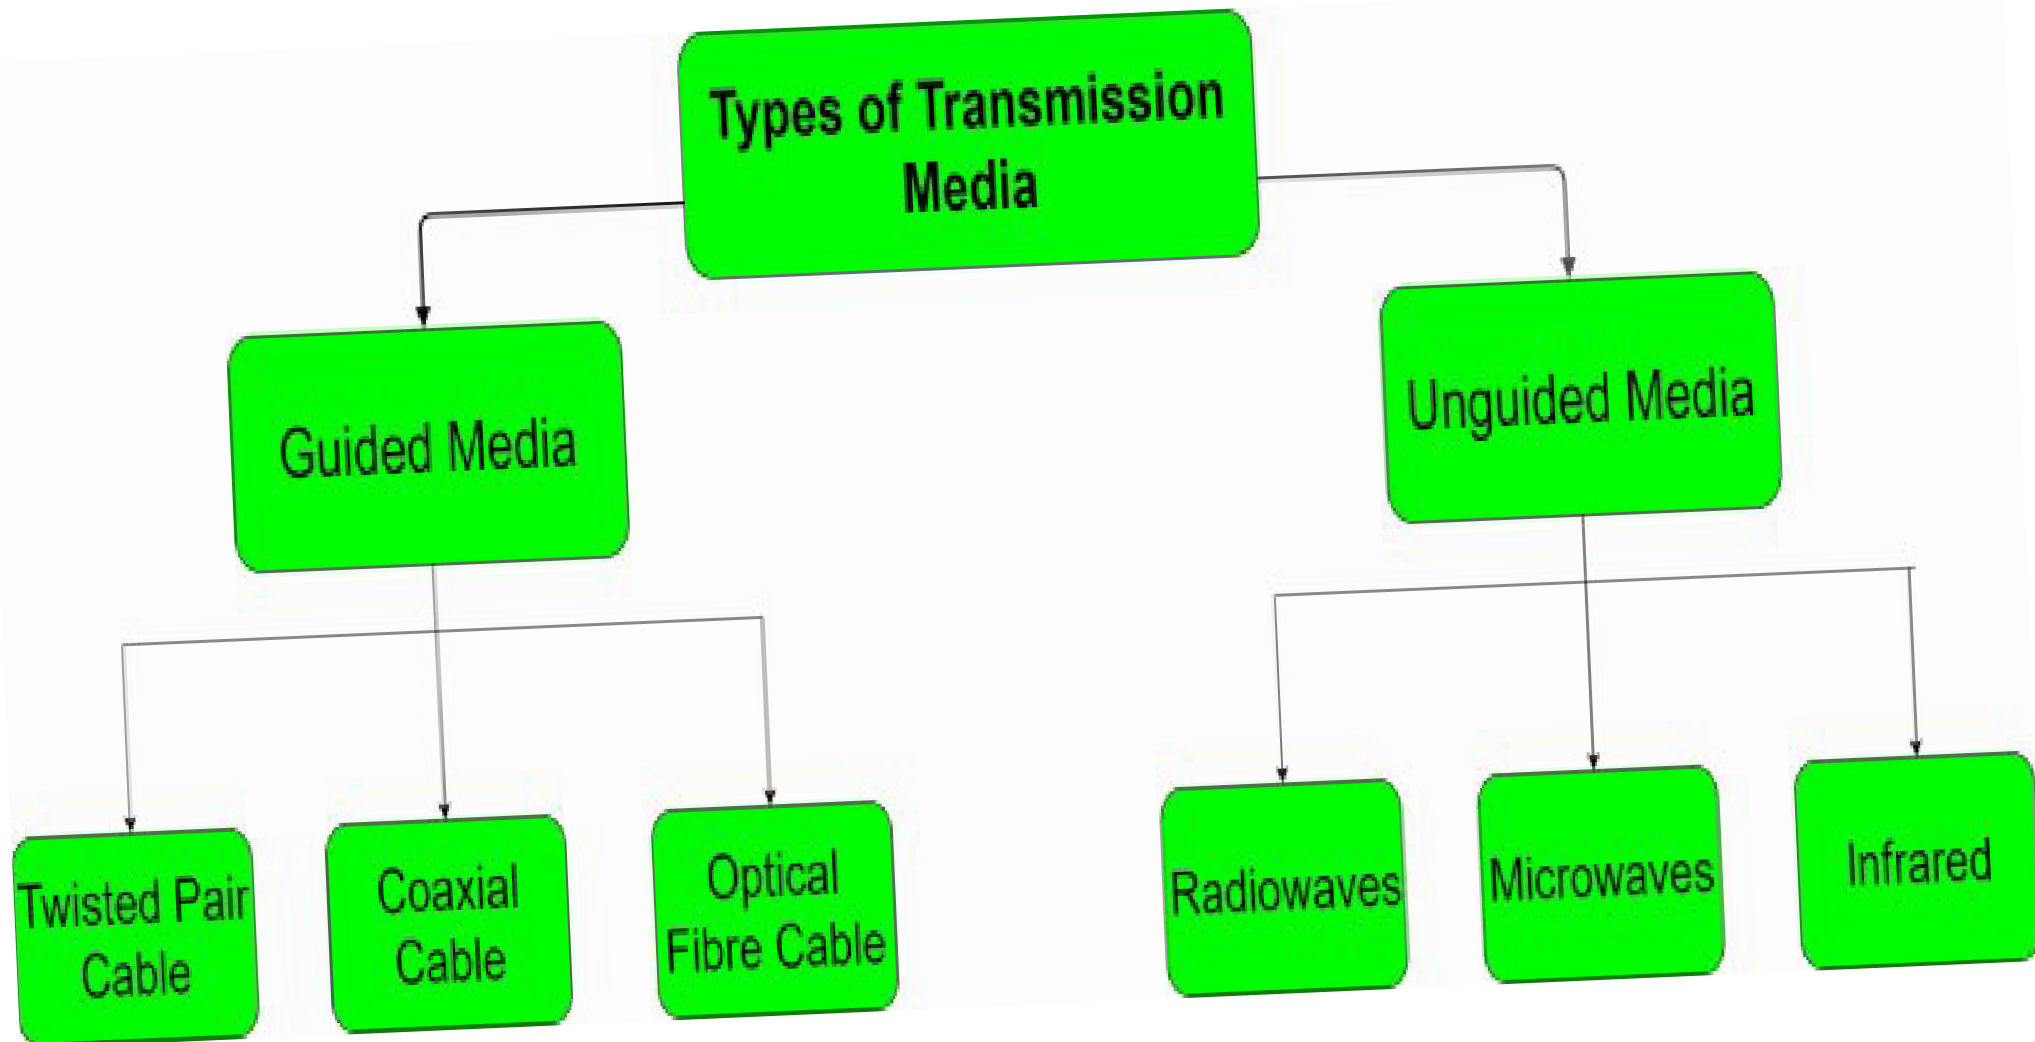 Types of Transmission
Media
Guided Media
Unguided Media
Twisted Pair
Cable
Coaxial
Cable
Optical
Fibre Cable
Radiowaves
Microwaves
Infrared